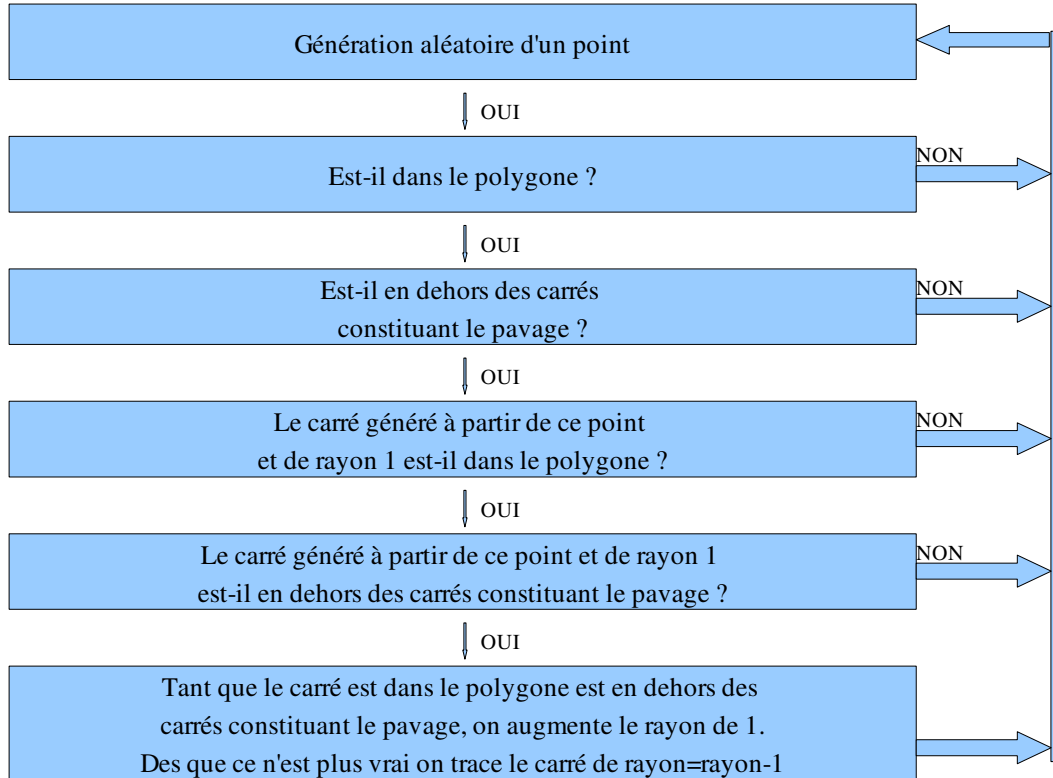 Génération aléatoire d'un point
OUI
Est-il dans le polygone ?
NON
OUI
Est-il en dehors des carrés
constituant le pavage ?
NON
OUI
Le carré généré à partir de ce point
et de rayon 1 est-il dans le polygone ?
NON
OUI
Le carré généré à partir de ce point et de rayon 1
est-il en dehors des carrés constituant le pavage ?
NON
OUI
Tant que le carré est dans le polygone est en dehors des
carrés constituant le pavage, on augmente le rayon de 1.
Des que ce n'est plus vrai on trace le carré de rayon=rayon-1